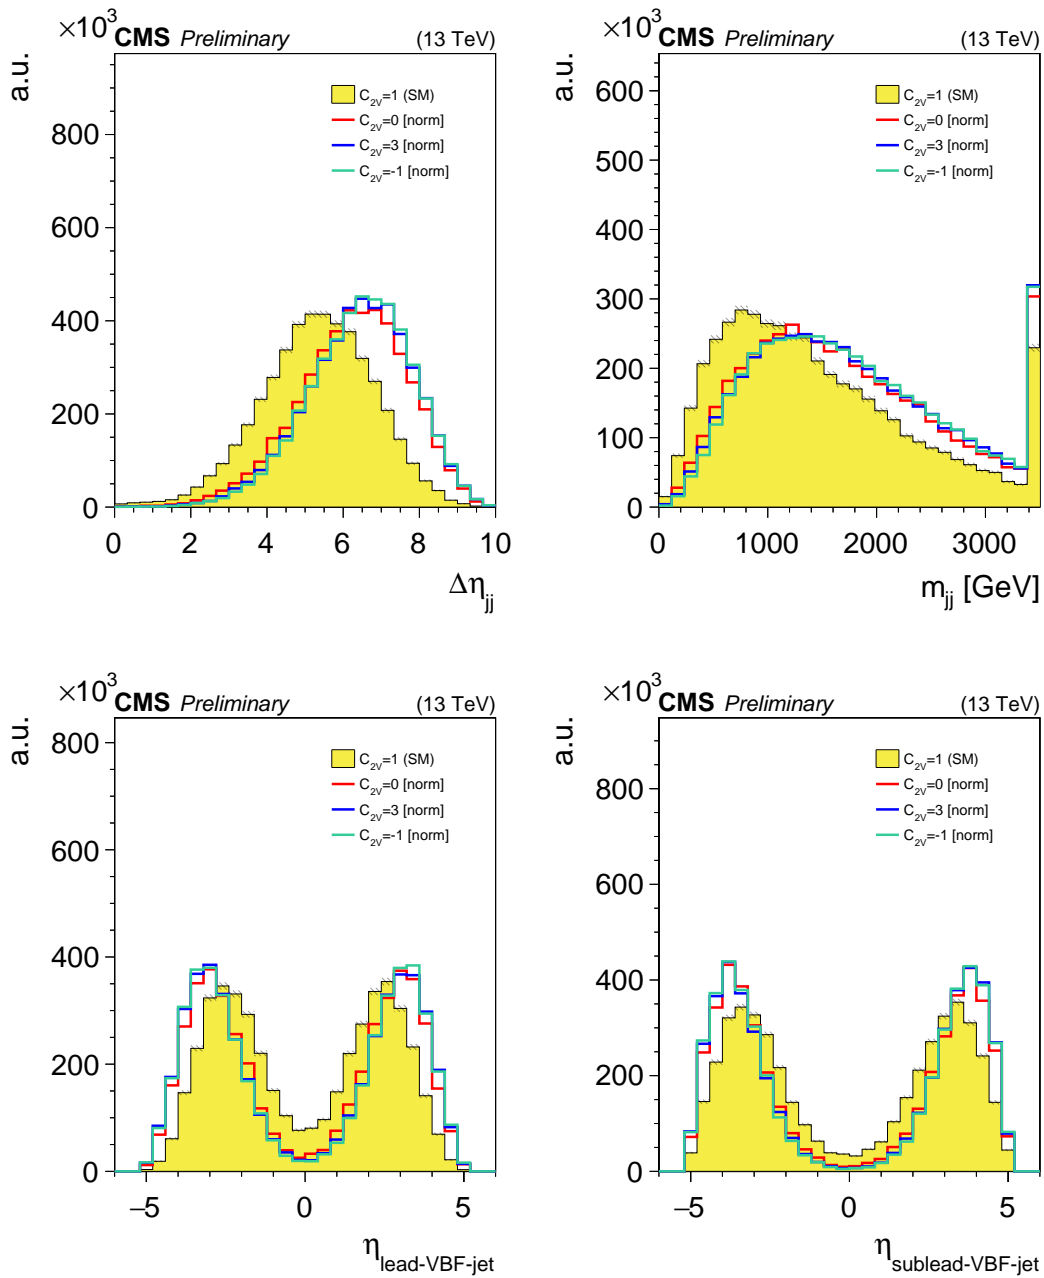 ×10³ CMS Preliminary (13 TeV)
a.u.
C2V=1 (SM)
C2V=0 [norm]
C2V=3 [norm]
C2V=-1 [norm]
800
600
400
200
0
0 2 4 6 8 10
Δηjj
×10³ CMS Preliminary (13 TeV)
a.u.
C2V=1 (SM)
C2V=0 [norm]
C2V=3 [norm]
C2V=-1 [norm]
600
500
400
300
200
100
0
0 1000 2000 3000
mjj [GeV]
×10³ CMS Preliminary (13 TeV)
a.u.
C2V=1 (SM)
C2V=0 [norm]
C2V=3 [norm]
C2V=-1 [norm]
800
600
400
200
0
−5 0 5
ηlead-VBF-jet
×10³ CMS Preliminary (13 TeV)
a.u.
C2V=1 (SM)
C2V=0 [norm]
C2V=3 [norm]
C2V=-1 [norm]
800
600
400
200
0
−5 0 5
ηsublead-VBF-jet